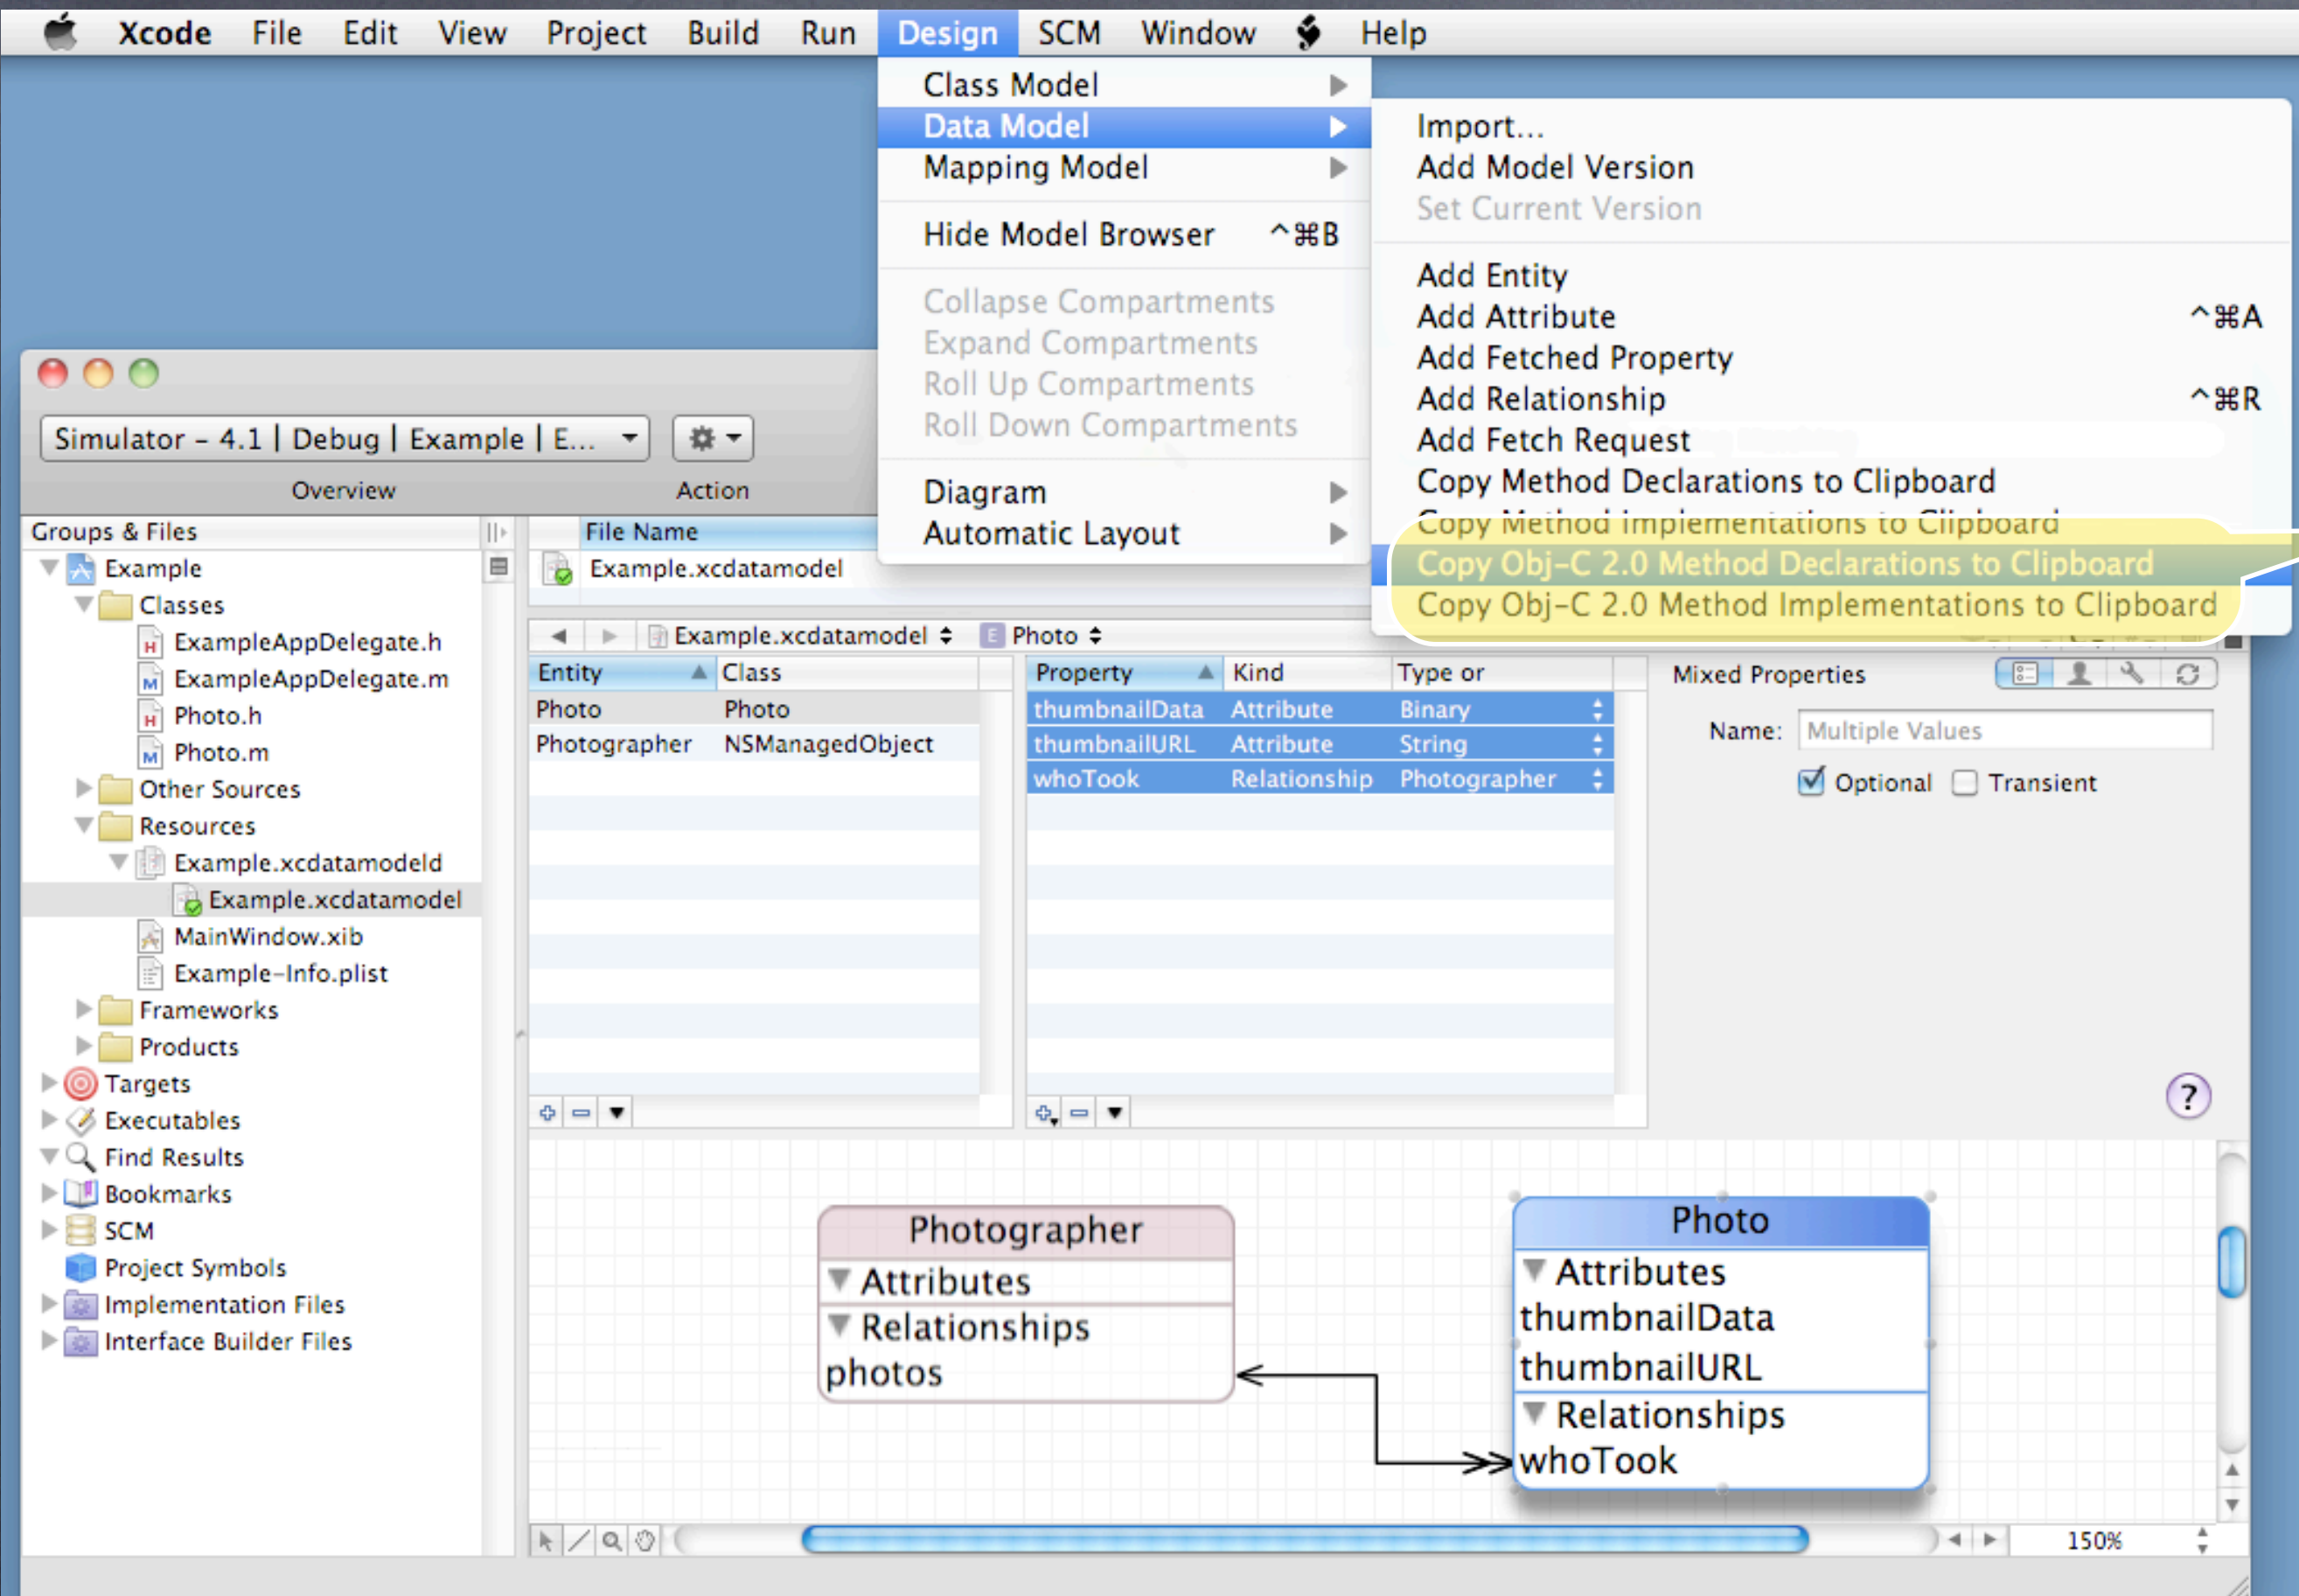 Xcode File Edit View Project Build Run Design SCM Window Help
Class Model
Data Model
Mapping Model
Hide Model Browser ^⌘B
Collapse Compartments
Expand Compartments
Roll Up Compartments
Roll Down Compartments
Diagram
Automatic Layout
Import...
Add Model Version
Set Current Version
Add Entity
Add Attribute ^⌘A
Add Fetched Property
Add Relationship ^⌘R
Add Fetch Request
Copy Method Declarations to Clipboard
Copy Method Implementations to Clipboard
Copy Obj-C 2.0 Method Declarations to Clipboard
Copy Obj-C 2.0 Method Implementations to Clipboard
Simulator – 4.1 | Debug | Example | E...
Overview Action
Groups & Files
Example
Classes
H ExampleAppDelegate.h
M ExampleAppDelegate.m
H Photo.h
M Photo.m
Other Sources
Resources
Example.xcdatamodeld
Example.xcdatamodel
MainWindow.xib
Example-Info.plist
Frameworks
Products
Targets
Executables
Find Results
Bookmarks
SCM
Project Symbols
Implementation Files
Interface Builder Files
File Name
Example.xcdatamodel
Example.xcdatamodel E Photo
Entity Class
Photo Photo
Photographer NSManagedObject
Property Kind Type or
thumbnailData Attribute Binary
thumbnailURL Attribute String
whoTook Relationship Photographer
Mixed Properties
Name: Multiple Values
Optional Transient
?
Photographer
Attributes
Relationships
photos
Photo
Attributes
thumbnailData
thumbnailURL
Relationships
whoTook
150%